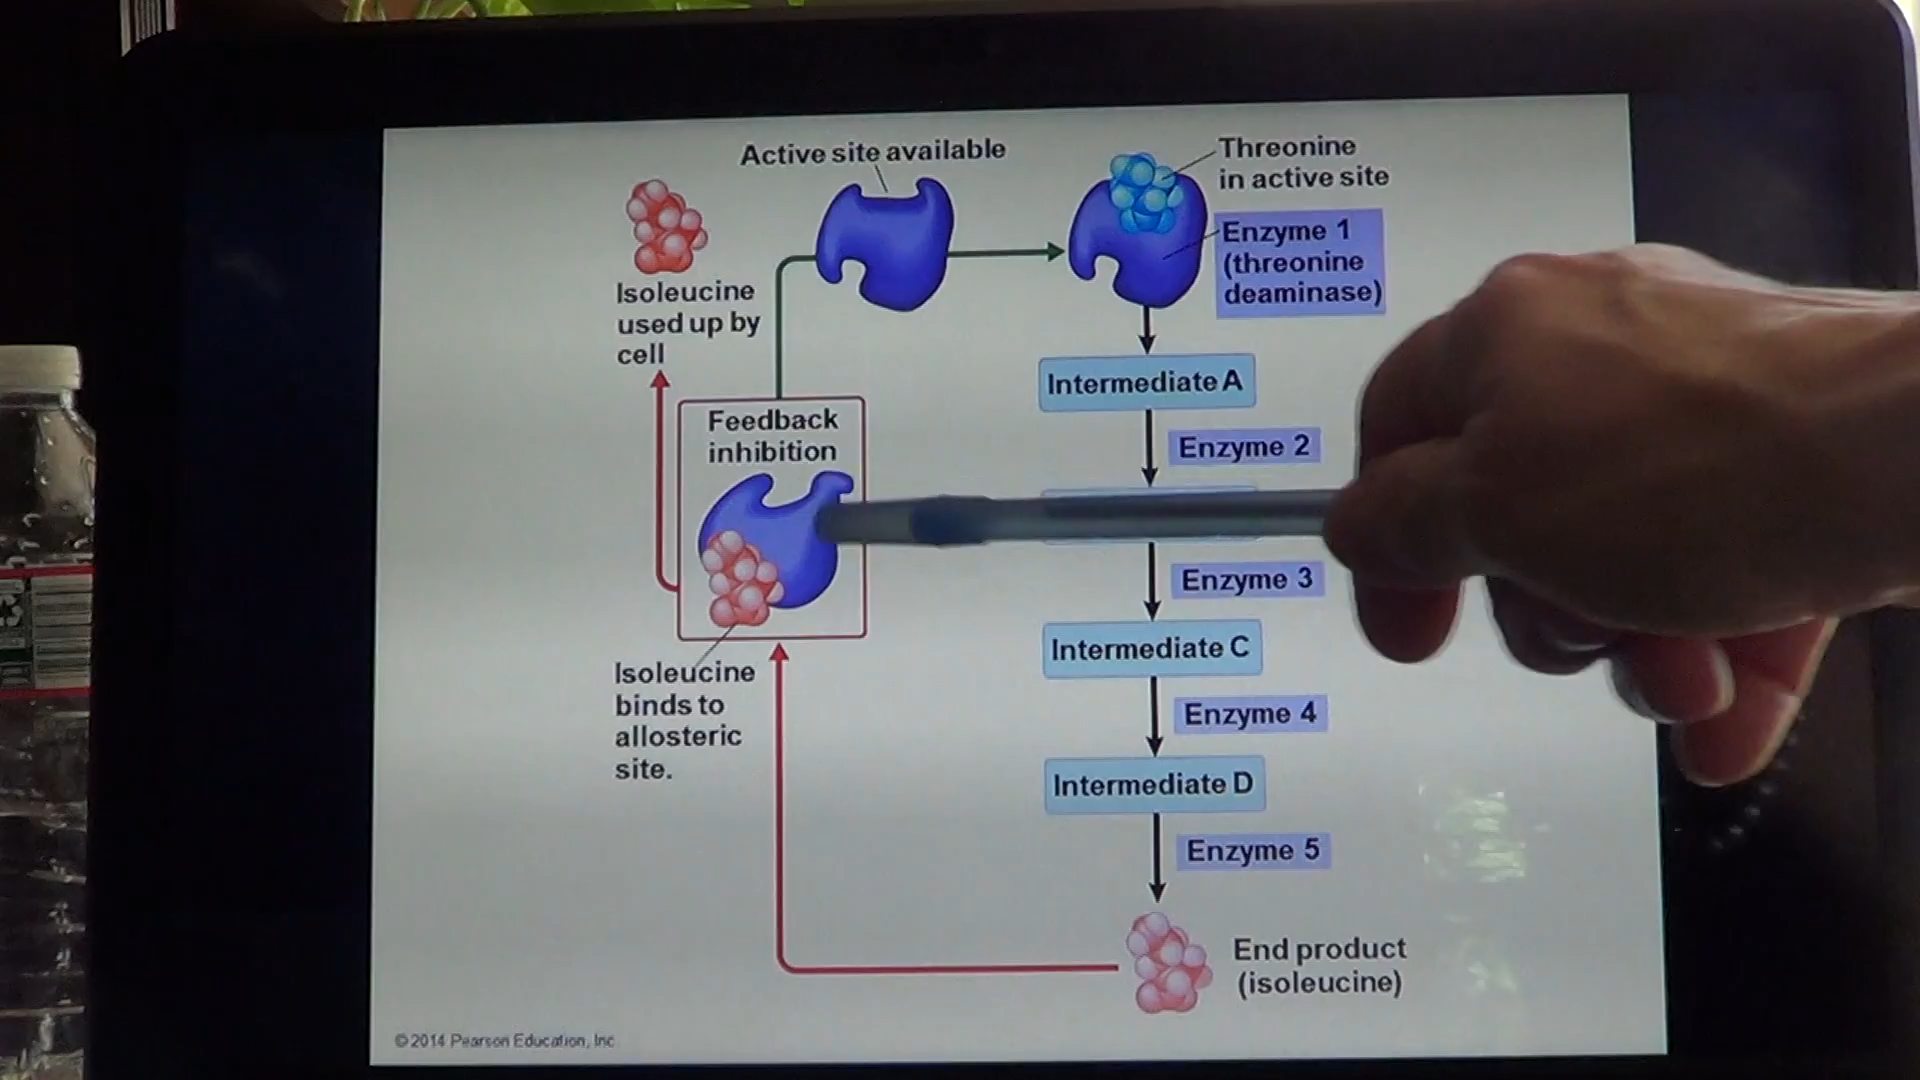 Active site available
Threonine
in active site
Enzyme 1
(threonine
deaminase)
Isoleucine
used up by
cell
Intermediate A
Feedback
inhibition
Enzyme 2
Enzyme 3
Intermediate C
Isoleucine
binds to
allosteric
site.
Enzyme 4
Intermediate D
Enzyme 5
End product
(isoleucine)
©2014 Pearson Education, Inc